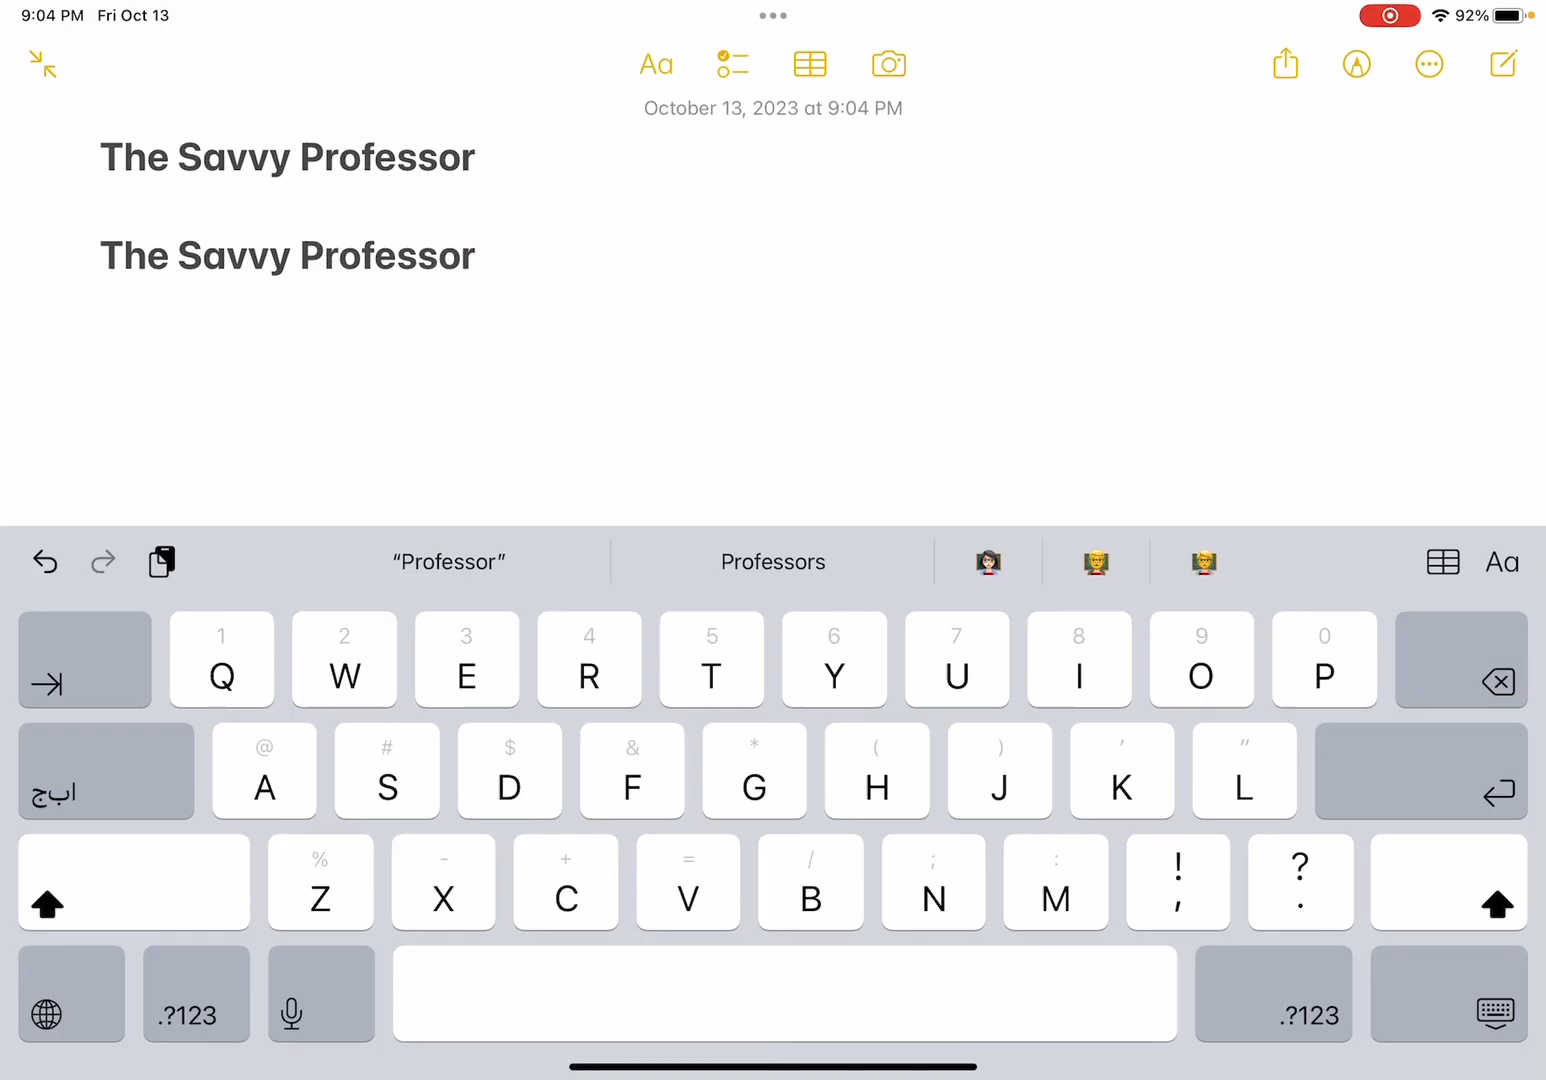 9:04 PM Fri Oct 13
92%
Aa
October 13, 2023 at 9:04 PM
The Savvy Professor
The Savvy Professor
“Professor” Professors Aa
1 2 3 4 5 6 7 8 9 0
Q W E R T Y U I O P
@ # $ & * ( ) ' "
ابج A S D F G H J K L
% - + = / ; : ! ?
Z X C V B N M , .
.?123 .?123